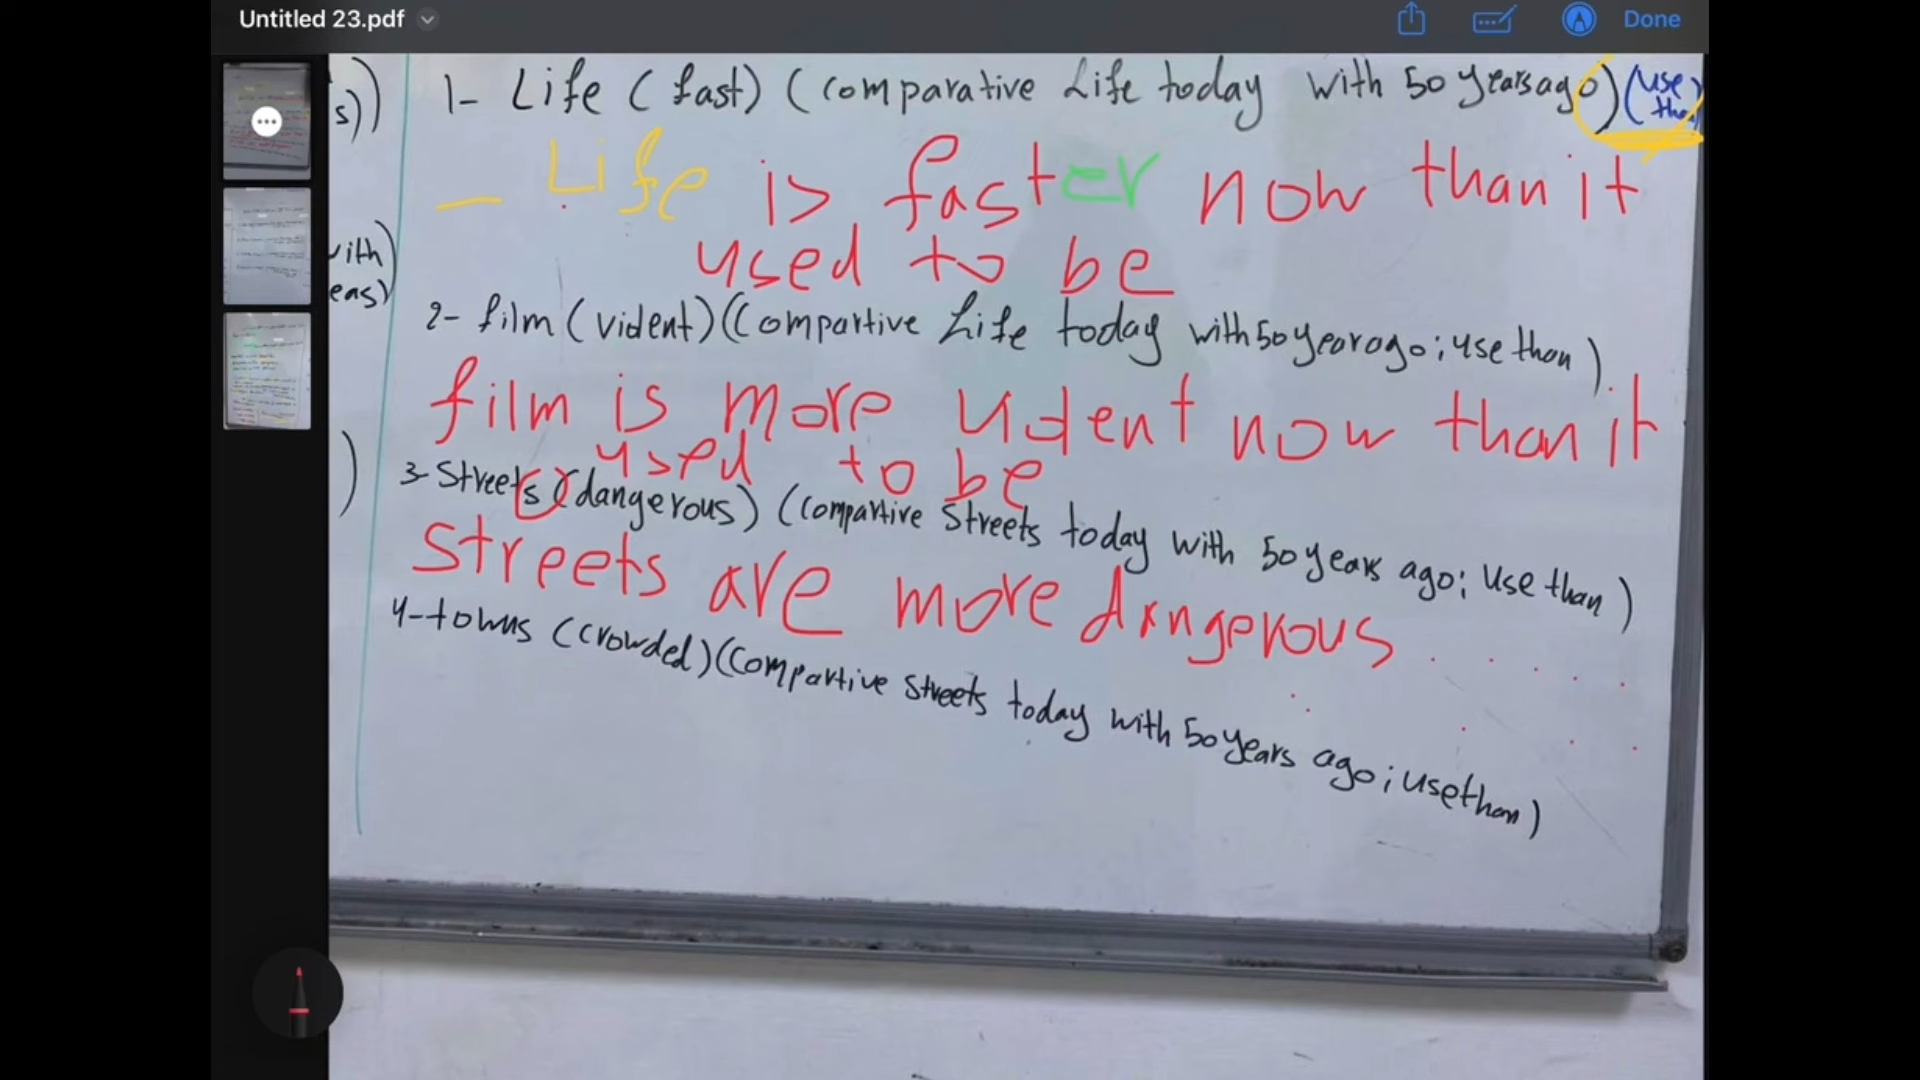 Untitled 23.pdf
Done
s))
1- Life (fast) (comparative Life today with 50 years ago) (use than)
- Life is faster now than it
used to be
with)
eas)
2- film (vident) (Compartive Life today with 50 year ago; use than)
film is more vident now than it
used to be
)
3- Streets (dangerous) (Compartive Streets today with 50 years ago; use than)
Streets are more dangerous . . . . .
4- towns (crowded) (Compartive Streets today with 50 years ago; use than)